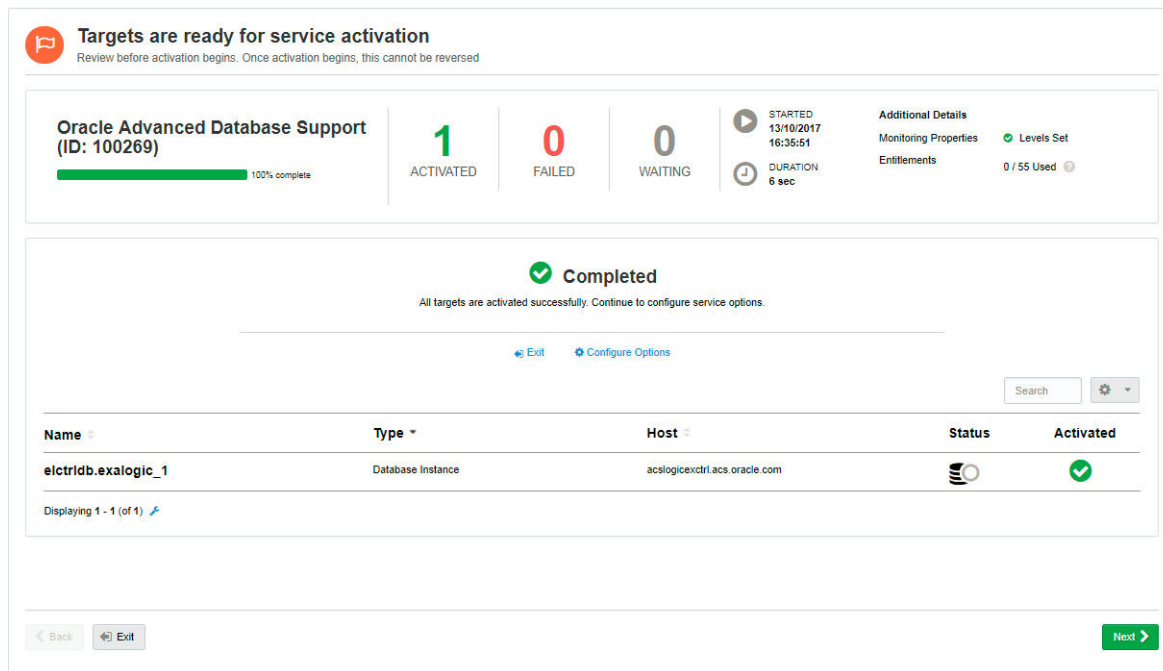 Targets are ready for service activation
Review before activation begins. Once activation begins, this cannot be reversed
Oracle Advanced Database Support
(ID: 100269)
100% complete
1
ACTIVATED
0
FAILED
0
WAITING
STARTED
13/10/2017
16:35:51
DURATION
6 sec
Additional Details
Monitoring Properties Levels Set
Entitlements 0 / 55 Used
Completed
All targets are activated successfully. Continue to configure service options.
Exit Configure Options
Search
Name Type Host Status Activated
elctrldb.exalogic_1 Database Instance acslogicexctrl.acs.oracle.com
Displaying 1 - 1 (of 1)
Back Exit Next